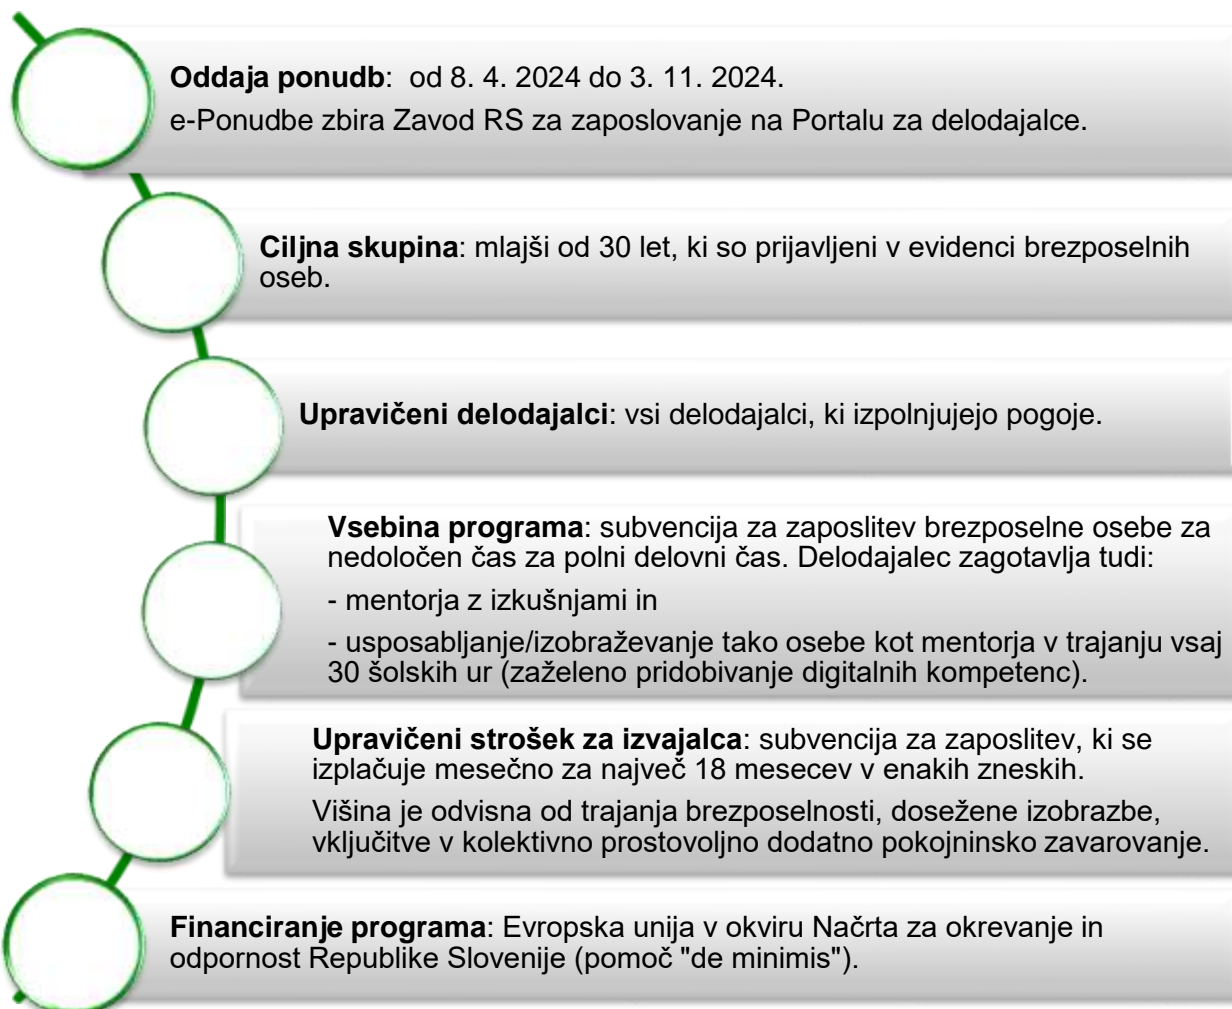 Oddaja ponudb: od 8. 4. 2024 do 3. 11. 2024.
e-Ponudbe zbira Zavod RS za zaposlovanje na Portalu za delodajalce.
Ciljna skupina: mlajši od 30 let, ki so prijavljeni v evidenci brezposelnih
oseb.
Upravičeni delodajalci: vsi delodajalci, ki izpolnjujejo pogoje.
Vsebina programa: subvencija za zaposlitev brezposelne osebe za
nedoločen čas za polni delovni čas. Delodajalec zagotavlja tudi:
- mentorja z izkušnjami in
- usposabljanje/izobraževanje tako osebe kot mentorja v trajanju vsaj
30 šolskih ur (zaželeno pridobivanje digitalnih kompetenc).
Upravičeni strošek za izvajalca: subvencija za zaposlitev, ki se
izplačuje mesečno za največ 18 mesecev v enakih zneskih.
Višina je odvisna od trajanja brezposelnosti, dosežene izobrazbe,
vključitve v kolektivno prostovoljno dodatno pokojninsko zavarovanje.
Financiranje programa: Evropska unija v okviru Načrta za okrevanje in
odpornost Republike Slovenije (pomoč "de minimis").